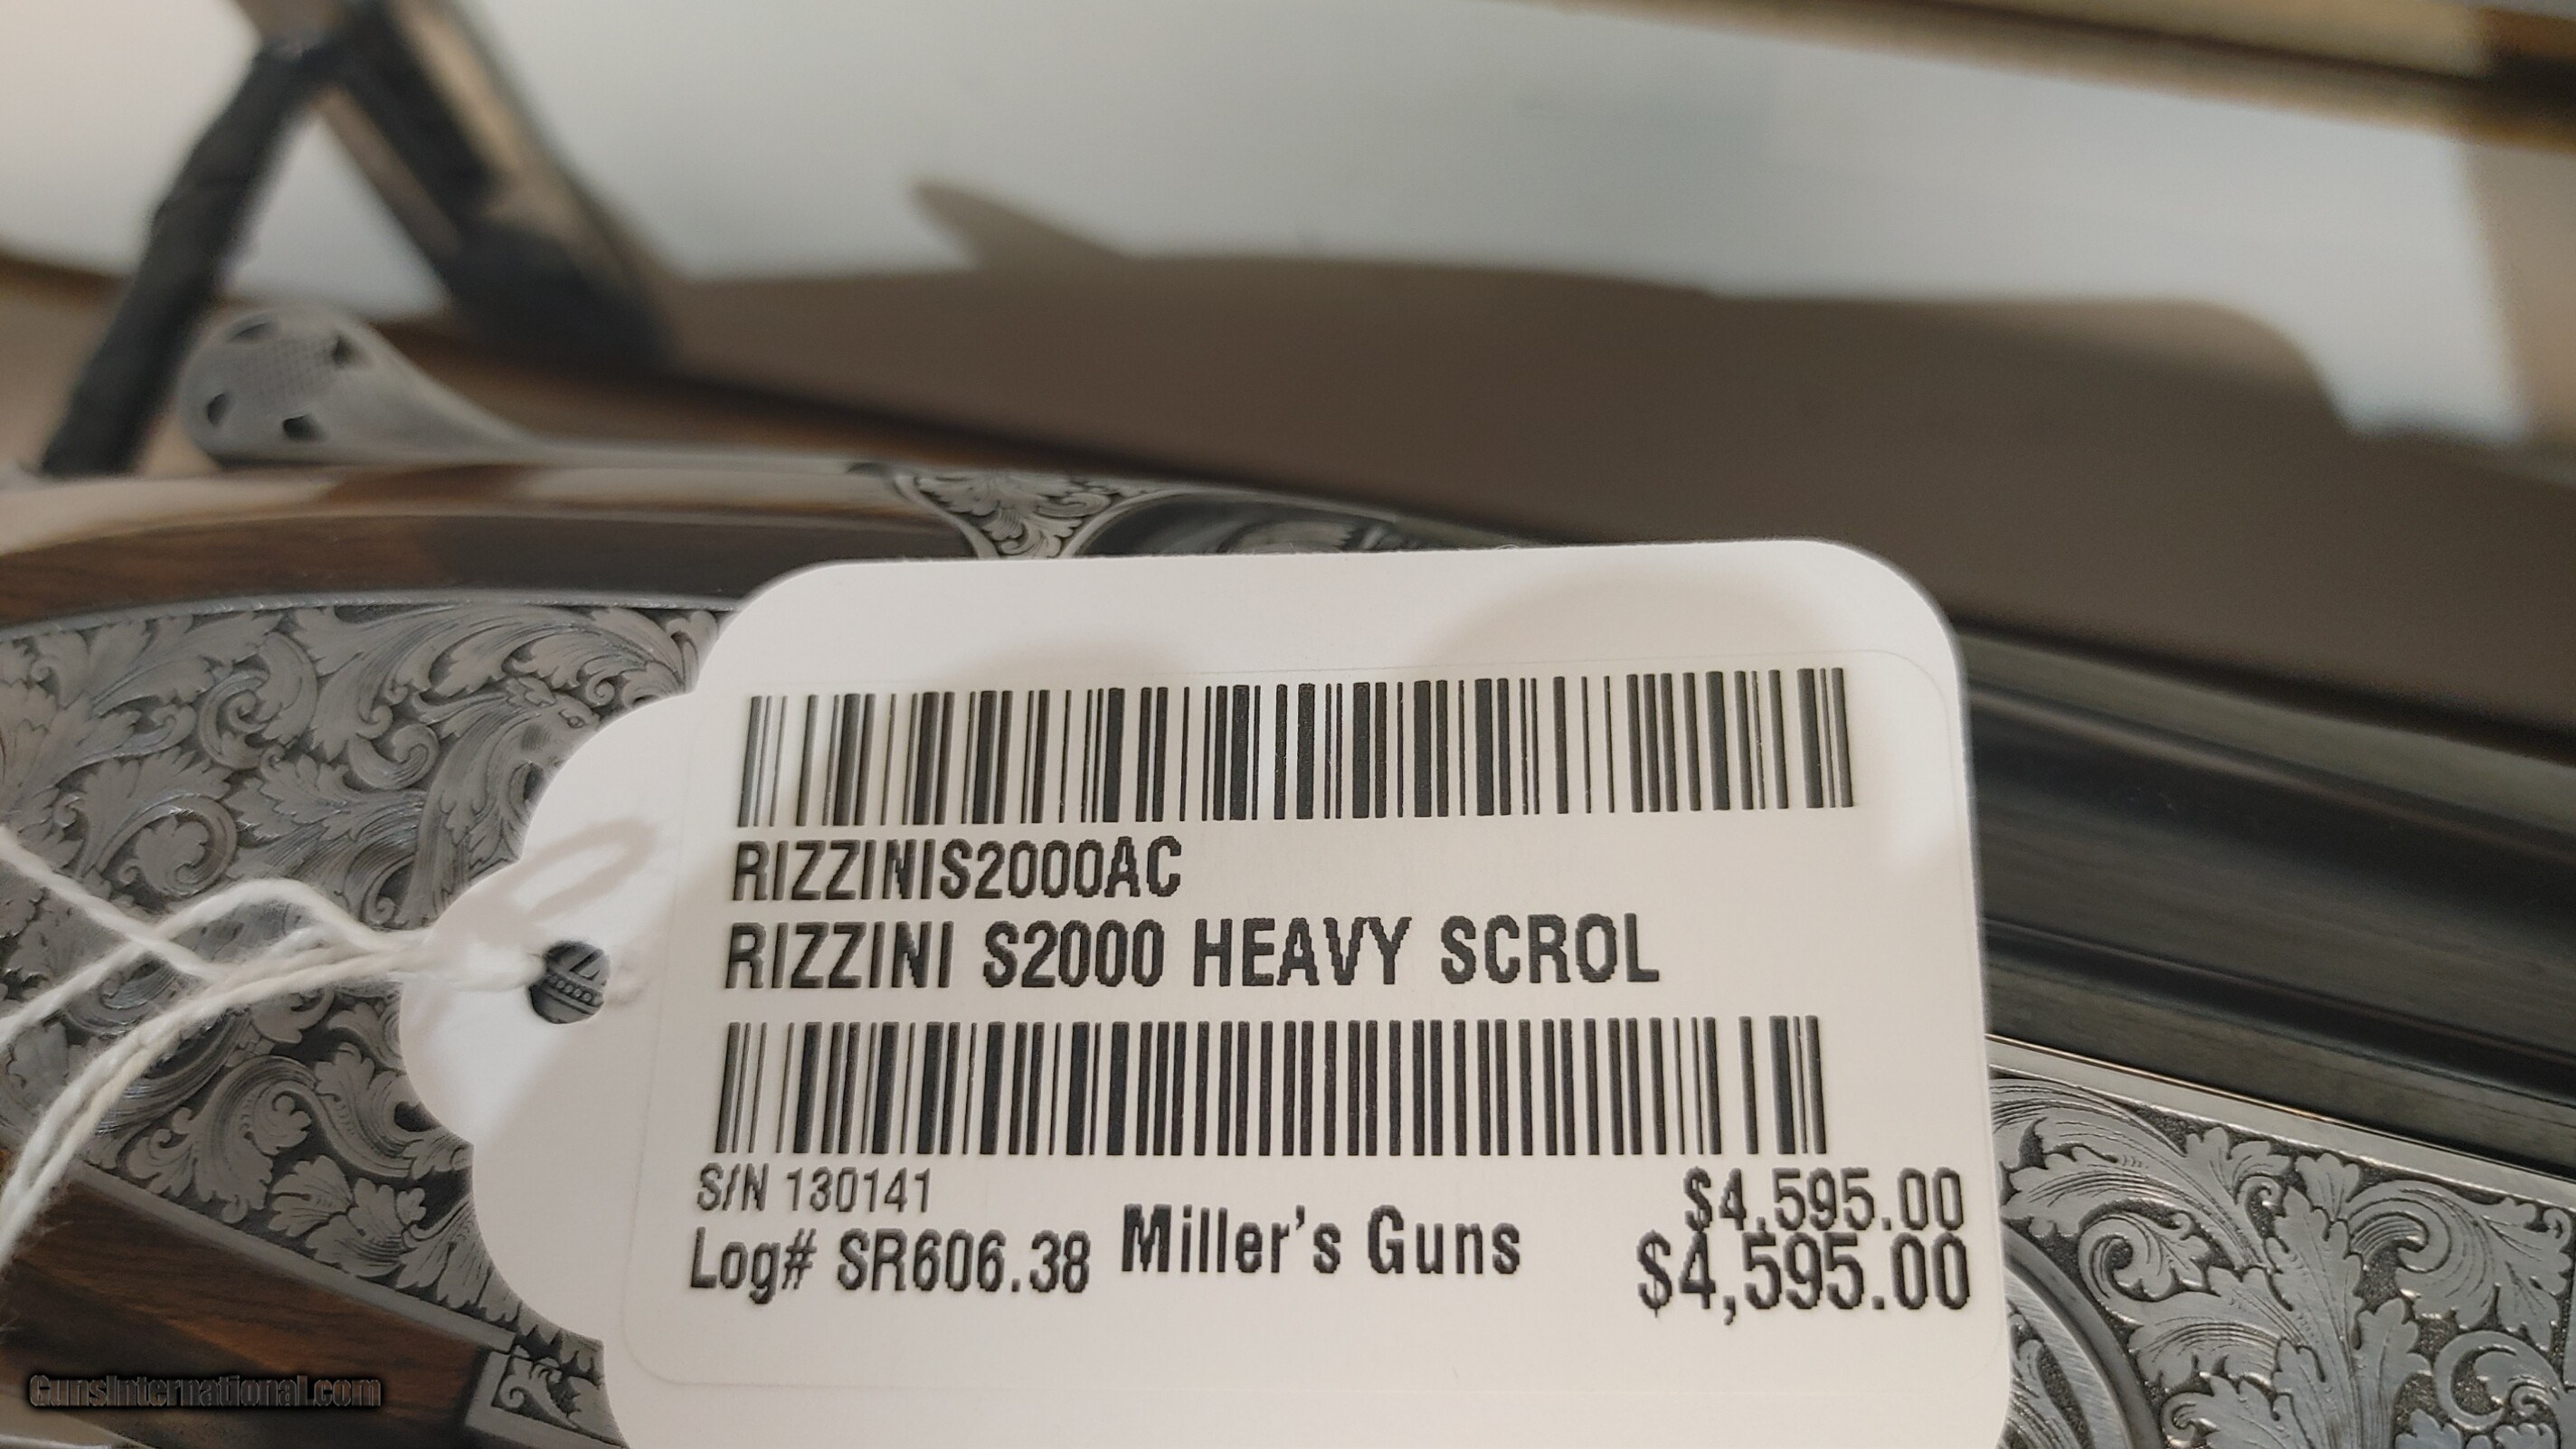 RIZZINIS2000AC
RIZZINI S2000 HEAVY SCROL
S/N 130141
$4,595.00
Log# SR606.38
Miller's Guns
$4,595.00
GunsInternational.com